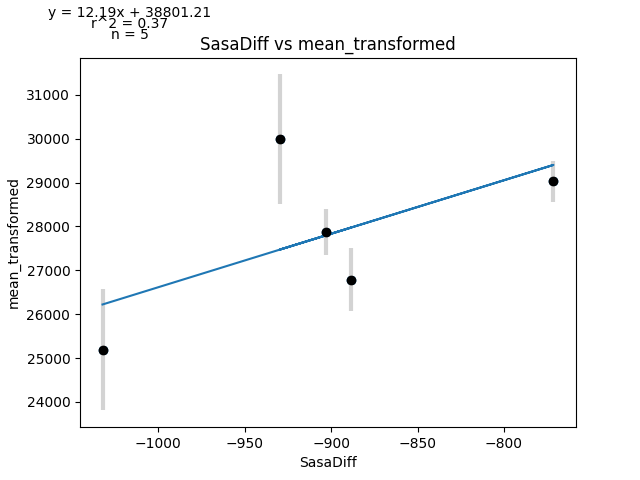 y = 12.19x + 38801.21
r^2 = 0.37
n = 5
SasaDiff vs mean_transformed
31000
30000
29000
28000
27000
26000
25000
24000
mean_transformed
−1000
−950
−900
−850
−800
SasaDiff